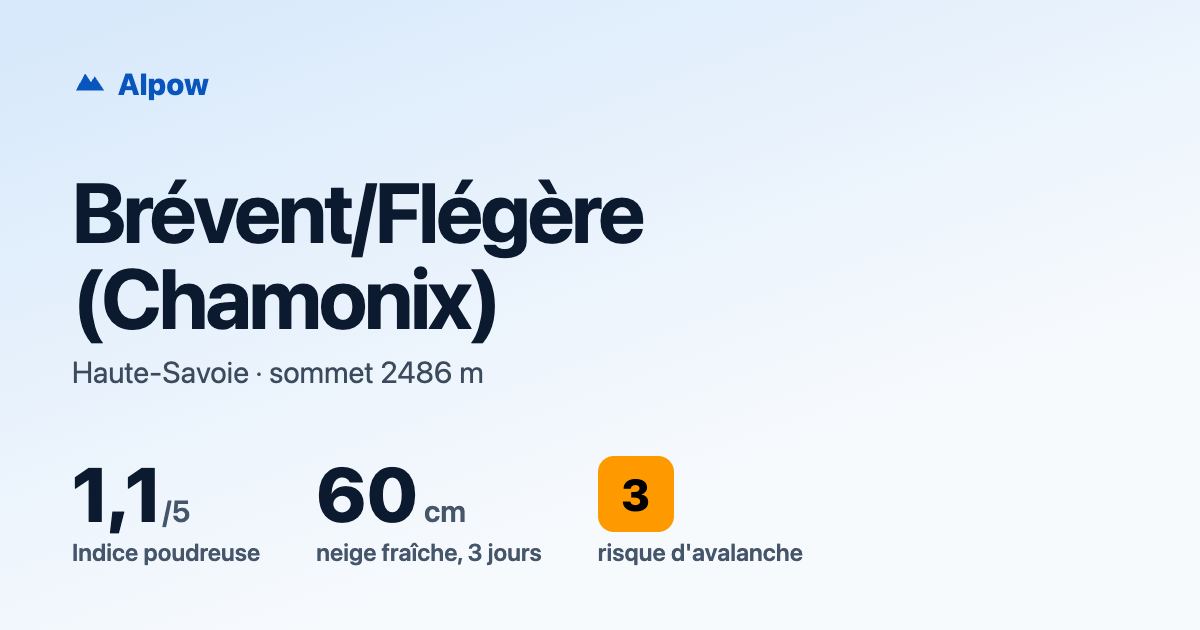 Alpow
Brévent/Flégère
(Chamonix)
Haute-Savoie · sommet 2486 m
1,1/5
60 cm
3
Indice poudreuse
neige fraîche, 3 jours
risque d'avalanche